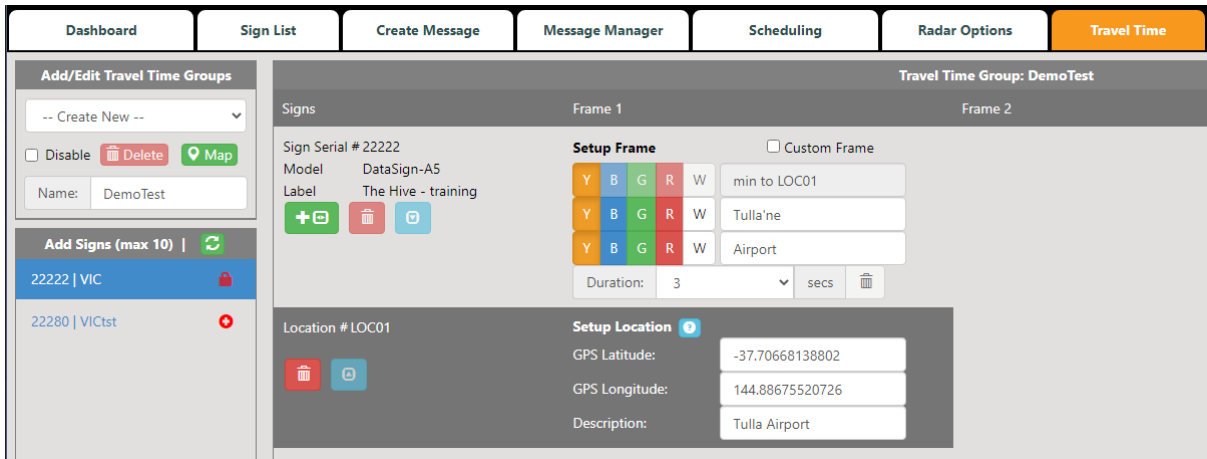 Dashboard Sign List Create Message Message Manager Scheduling Radar Options Travel Time
Add/Edit Travel Time Groups
-- Create New --
Disable Delete Map
Name: DemoTest
Add Signs (max 10) |
22222 | VIC
22280 | VICtst
Travel Time Group: DemoTest
Signs Frame 1 Frame 2
Sign Serial # 22222
Model DataSign-A5
Label The Hive - training
Setup Frame Custom Frame
Y B G R W min to LOC01
Y B G R W Tulla'ne
Y B G R W Airport
Duration: 3 secs
Location # LOC01
Setup Location ?
GPS Latitude: -37.70668138802
GPS Longitude: 144.88675520726
Description: Tulla Airport